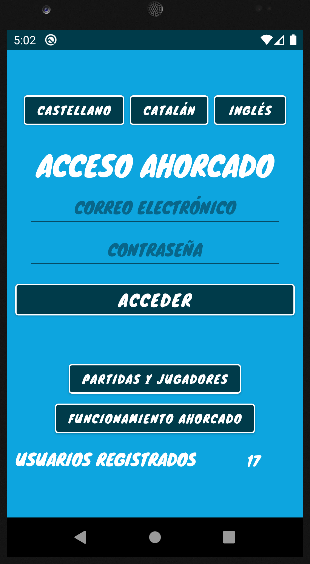 5:02
CASTELLANO CATALÁN INGLÉS
ACCESO AHORCADO
CORREO ELECTRÓNICO
CONTRASEÑA
ACCEDER
PARTIDAS Y JUGADORES
FUNCIONAMIENTO AHORCADO
USUARIOS REGISTRADOS 17